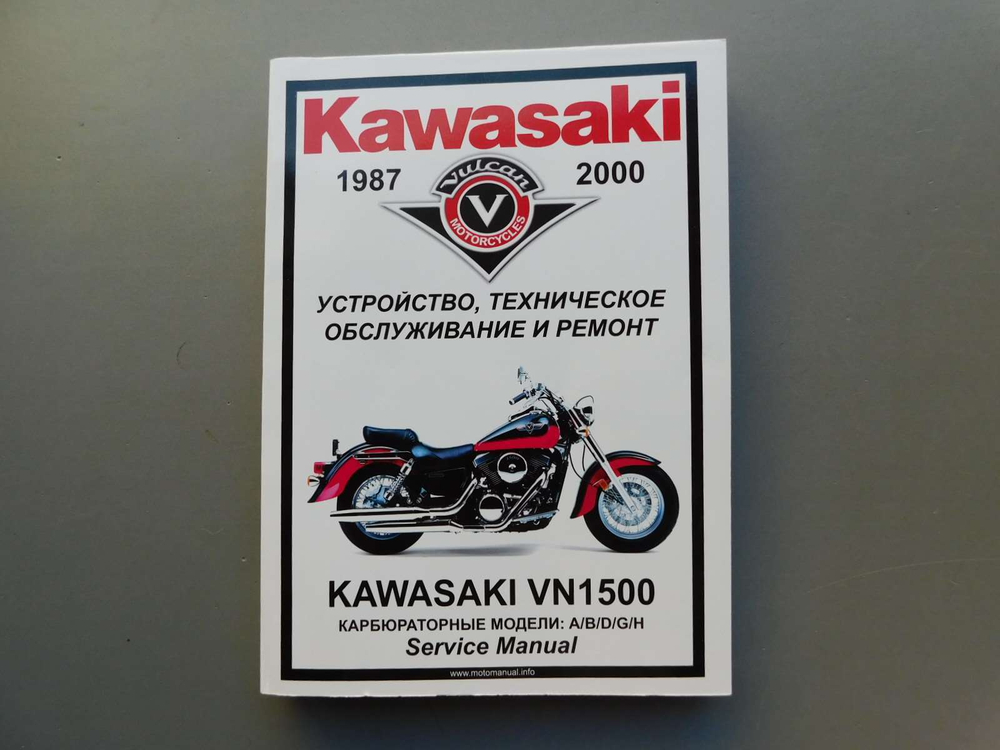 Kawasaki
1987
2000
Vulcan
V
MOTORCYCLES
УСТРОЙСТВО, ТЕХНИЧЕСКОЕ
ОБСЛУЖИВАНИЕ И РЕМОНТ
KAWASAKI VN1500
КАРБЮРАТОРНЫЕ МОДЕЛИ: A/B/D/G/H
Service Manual
www.motomanual.info